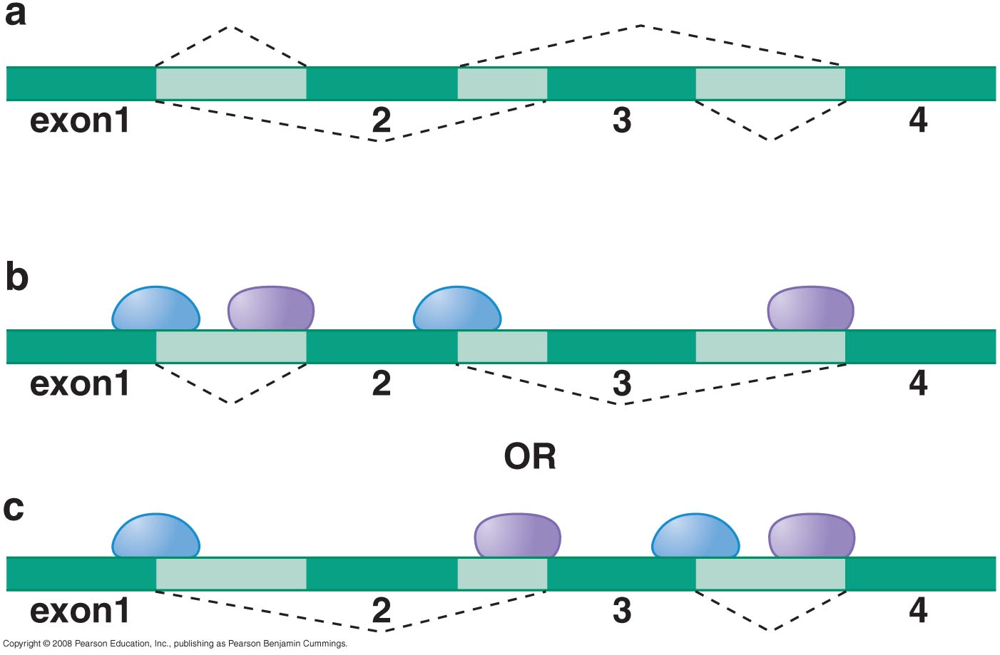 a
exon1 2 3 4
b
exon1 2 3 4
OR
c
exon1 2 3 4
Copyright © 2008 Pearson Education, Inc., publishing as Pearson Benjamin Cummings.